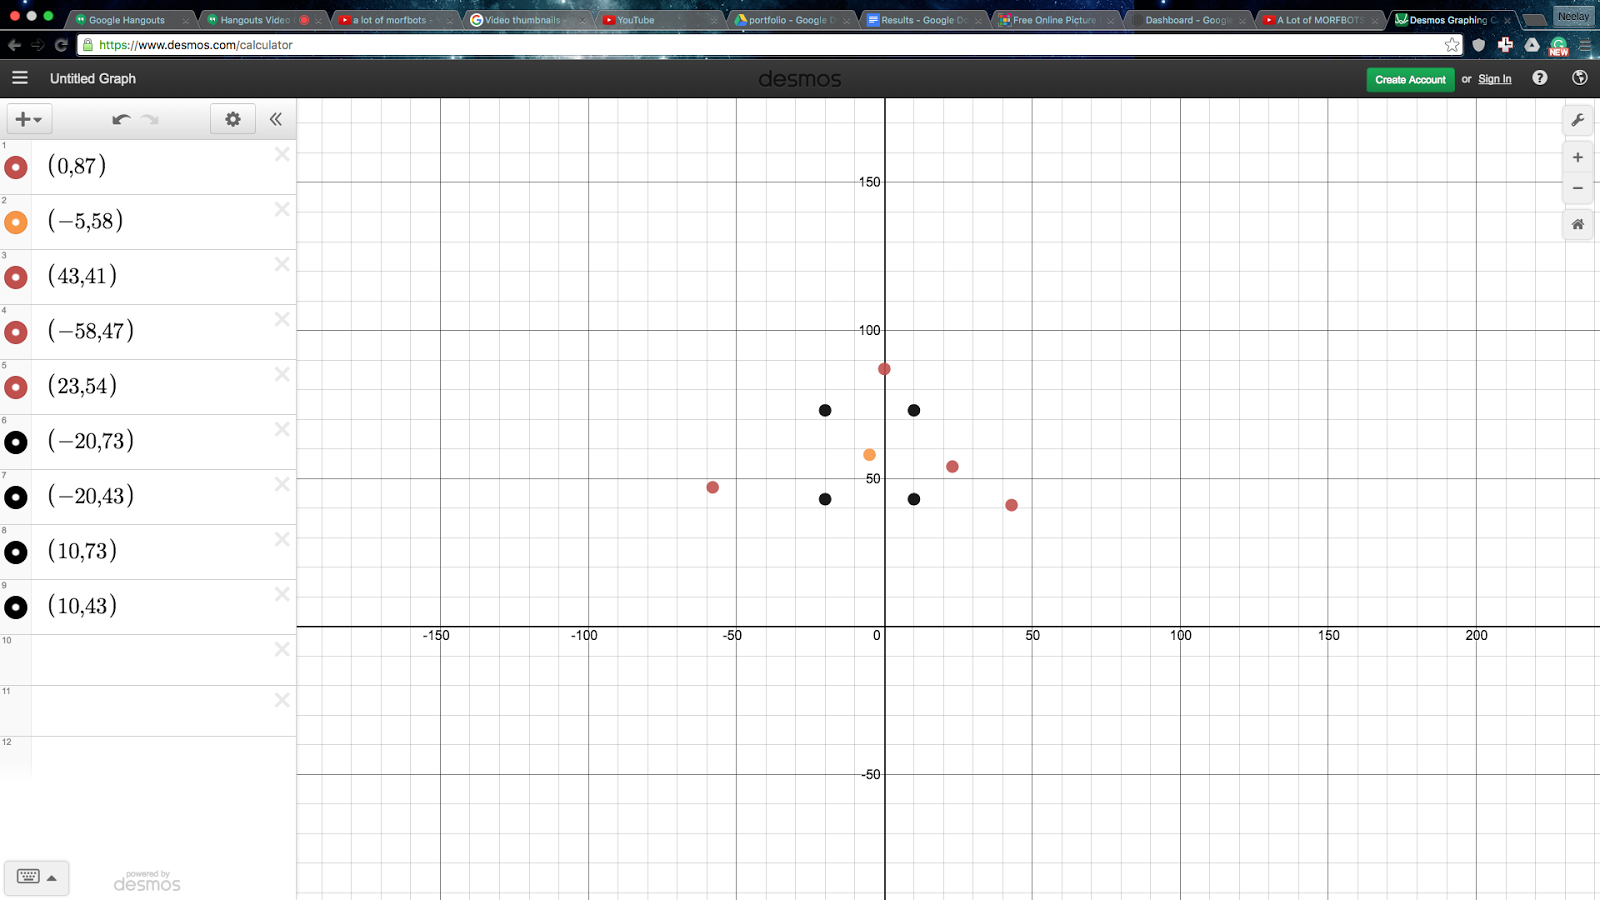 Google Hangouts
Hangouts Video
a lot of morfbots -
Video thumbnails
YouTube
portfolio - Google D
Results - Google Do
Free Online Picture
Dashboard - Google
A Lot of MORFBOTS
Desmos Graphing C
Neelay
https://www.desmos.com/calculator
NEW
Untitled Graph
desmos
Create Account or Sign In
1 (0,87)
2 (−5,58)
3 (43,41)
4 (−58,47)
5 (23,54)
6 (−20,73)
7 (−20,43)
8 (10,73)
9 (10,43)
10
11
12
powered by
desmos
150
100
50
-150 -100 -50 0 50 100 150 200
-50